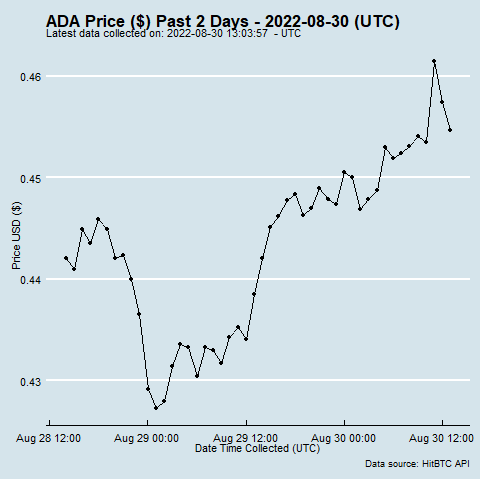 ADA Price ($) Past 2 Days - 2022-08-30 (UTC)
Latest data collected on: 2022-08-30 13:03:57  - UTC
0.46
0.45
0.44
0.43
Price USD ($)
Aug 28 12:00 Aug 29 00:00 Aug 29 12:00 Aug 30 00:00 Aug 30 12:00
Date Time Collected (UTC)
Data source: HitBTC API